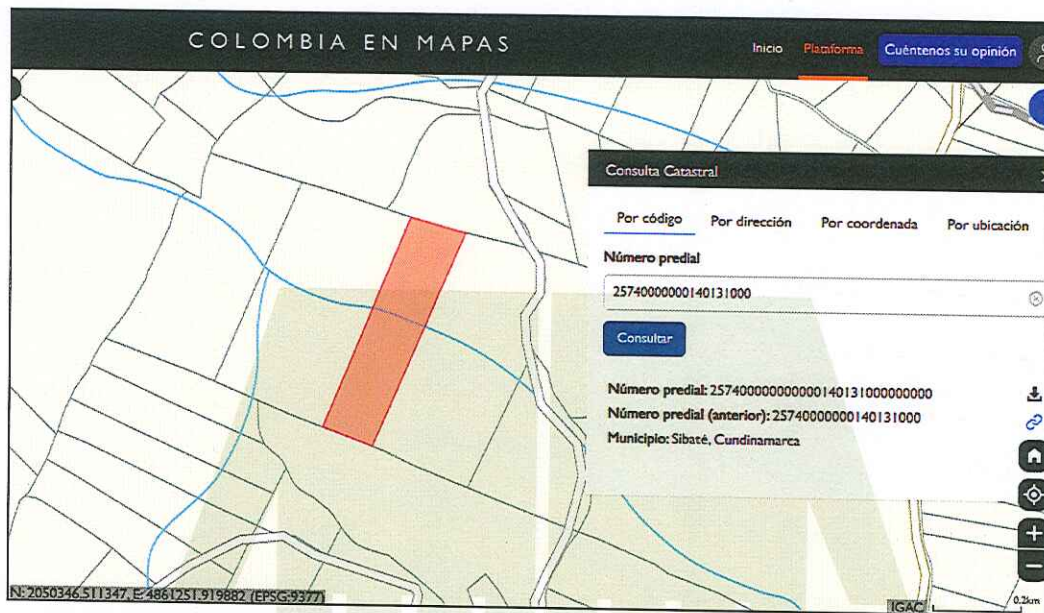 COLOMBIA EN MAPAS
Inicio Plataforma Cuéntenos su opinión
Consulta Catastral
Por código Por dirección Por coordenada Por ubicación
Número predial
25740000000140131000
Consultar
Número predial: 257400000000000140131000000000
Número predial (anterior): 25740000000140131000
Municipio: Sibaté, Cundinamarca
N: 2050346.511347, E: 4861251.919882 (EPSG:9377)
IGAC
0.2km